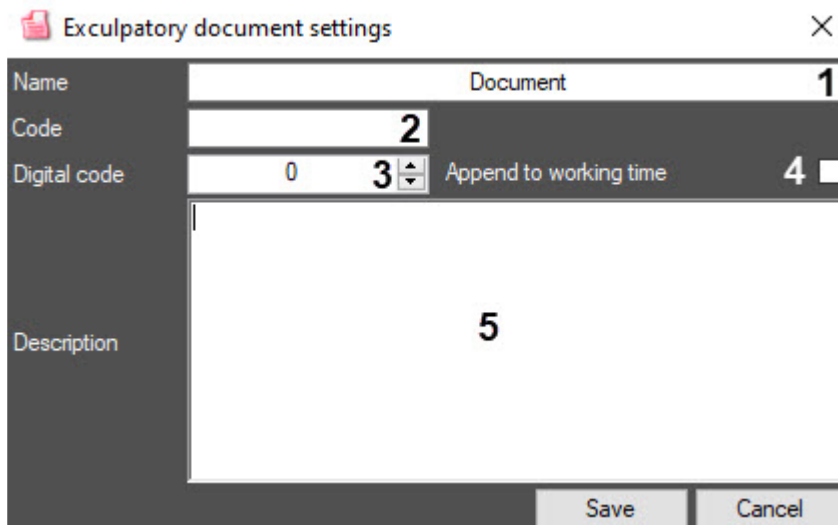 Exculpatory document settings
Name Document 1
Code 2
Digital code 0 3 Append to working time 4
Description 5
Save Cancel